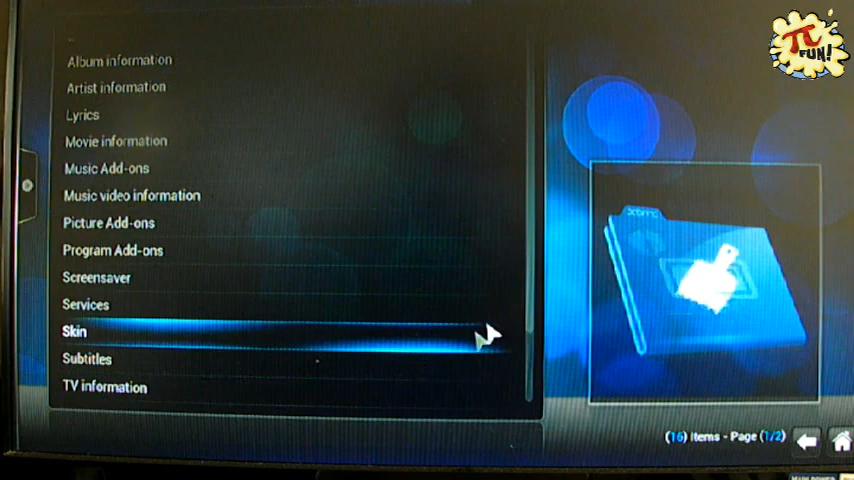 π
FUN!
..
Album information
Artist information
Lyrics
Movie information
Music Add-ons
Music video information
Picture Add-ons
Program Add-ons
Screensaver
Services
Skin
Subtitles
TV information
xbmc
(16) Items - Page (1/2)